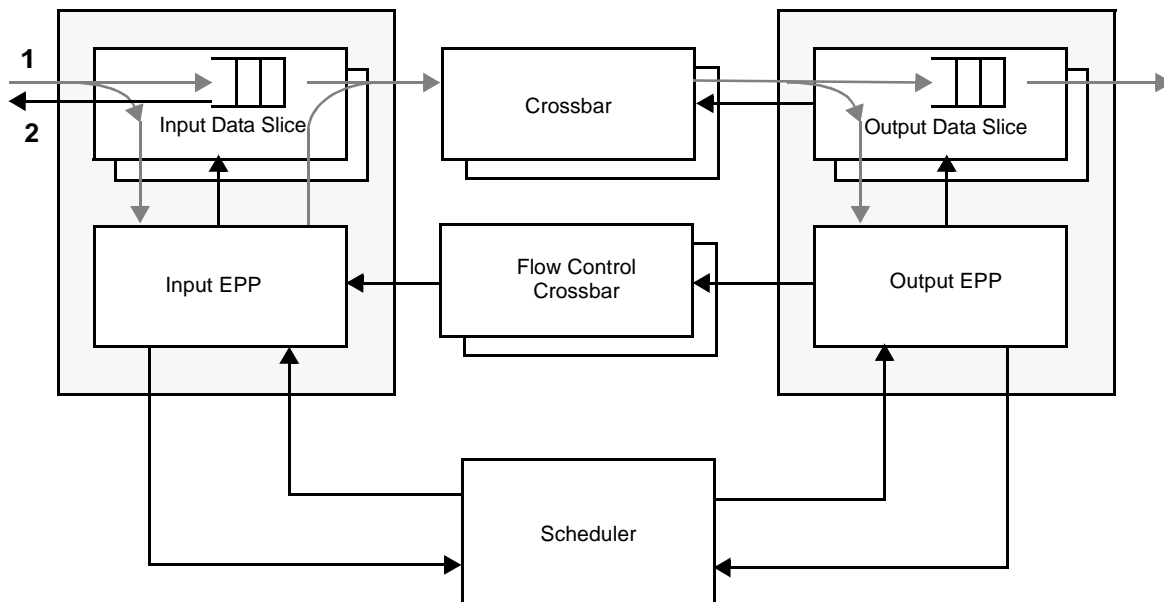 1
2
Input Data Slice
Crossbar
Output Data Slice
Input EPP
Flow Control
Crossbar
Output EPP
Scheduler